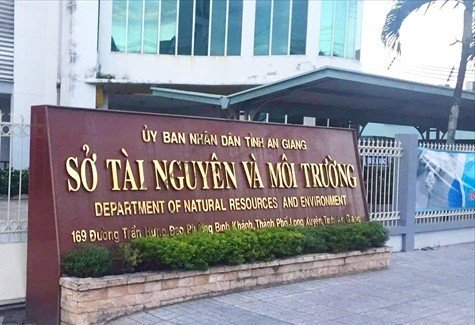 ỦY BAN NHÂN DÂN TỈNH AN GIANG
SỞ TÀI NGUYÊN VÀ MÔI TRƯỜNG
DEPARTMENT OF NATURAL RESOURCES AND ENVIRONMENT
169 Đường Trần Hưng Đạo Phường Bình Khánh, Thành Phố Long Xuyên, Tỉnh An Giang